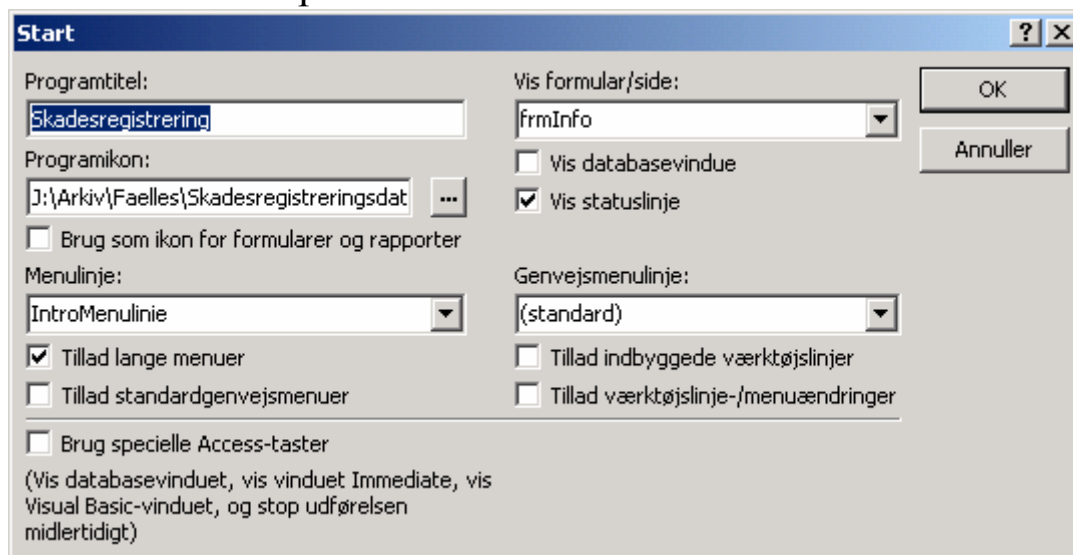 Start
Programtitel:
Skadesregistrering
Programikon:
J:\Arkiv\Faelles\Skadesregistreringsdat
...
Brug som ikon for formularer og rapporter
Menulinje:
IntroMenulinie
Tillad lange menuer
Tillad standardgenvejsmenuer
Vis formular/side:
frmInfo
Vis databasevindue
Vis statuslinje
Genvejsmenulinje:
(standard)
Tillad indbyggede værktøjslinjer
Tillad værktøjslinje-/menuændringer
OK
Annuller
Brug specielle Access-taster
(Vis databasevinduet, vis vinduet Immediate, vis
Visual Basic-vinduet, og stop udførelsen
midlertidigt)